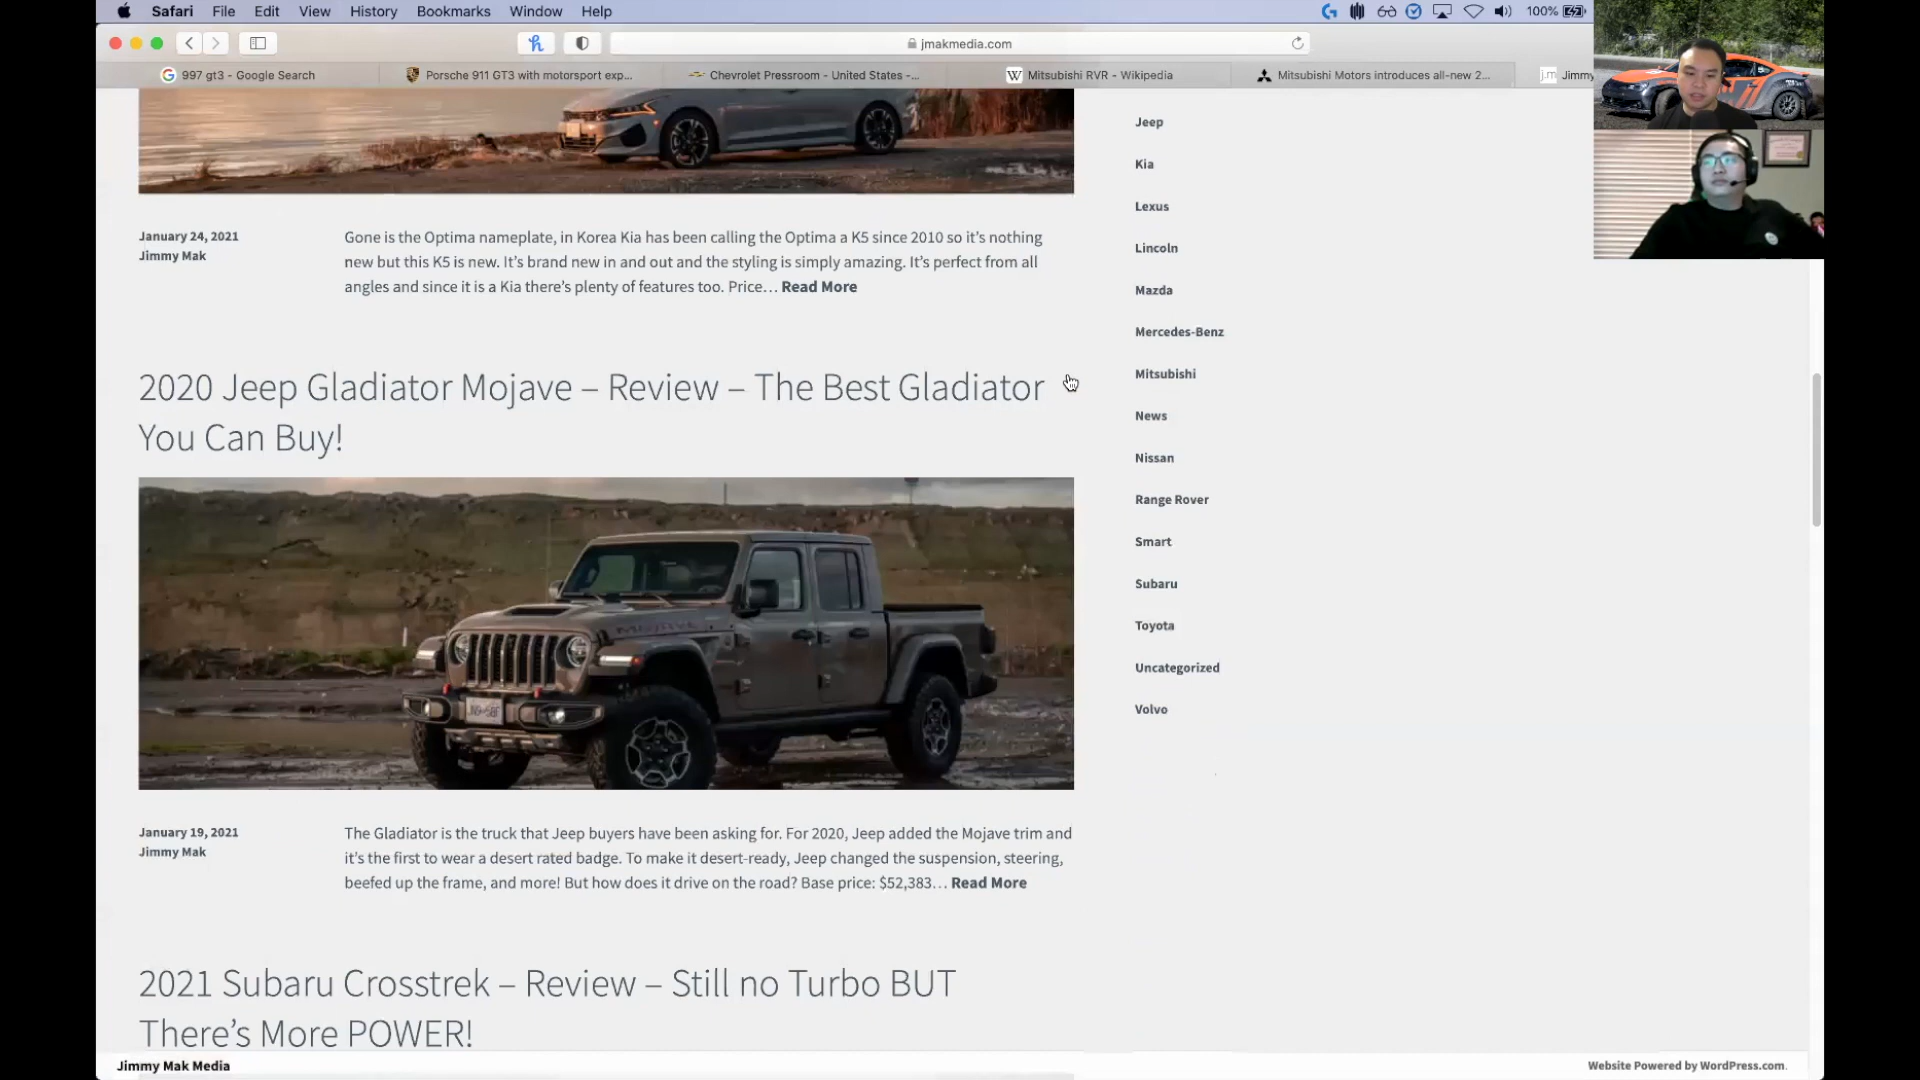 Safari File Edit View History Bookmarks Window Help 100%
jmakmedia.com
997 gt3 - Google Search
Porsche 911 GT3 with motorsport exp...
Chevrolet Pressroom - United States -...
W Mitsubishi RVR - Wikipedia
Mitsubishi Motors introduces all-new 2...
j.m Jimmy
January 24, 2021
Jimmy Mak
Gone is the Optima nameplate, in Korea Kia has been calling the Optima a K5 since 2010 so it's nothing
new but this K5 is new. It's brand new in and out and the styling is simply amazing. It's perfect from all
angles and since it is a Kia there's plenty of features too. Price… Read More
2020 Jeep Gladiator Mojave – Review – The Best Gladiator
You Can Buy!
MOJAVE
January 19, 2021
Jimmy Mak
The Gladiator is the truck that Jeep buyers have been asking for. For 2020, Jeep added the Mojave trim and
it's the first to wear a desert rated badge. To make it desert-ready, Jeep changed the suspension, steering,
beefed up the frame, and more! But how does it drive on the road? Base price: $52,383… Read More
2021 Subaru Crosstrek – Review – Still no Turbo BUT
There's More POWER!
Jeep
Kia
Lexus
Lincoln
Mazda
Mercedes-Benz
Mitsubishi
News
Nissan
Range Rover
Smart
Subaru
Toyota
Uncategorized
Volvo
Jimmy Mak Media
Website Powered by WordPress.com.